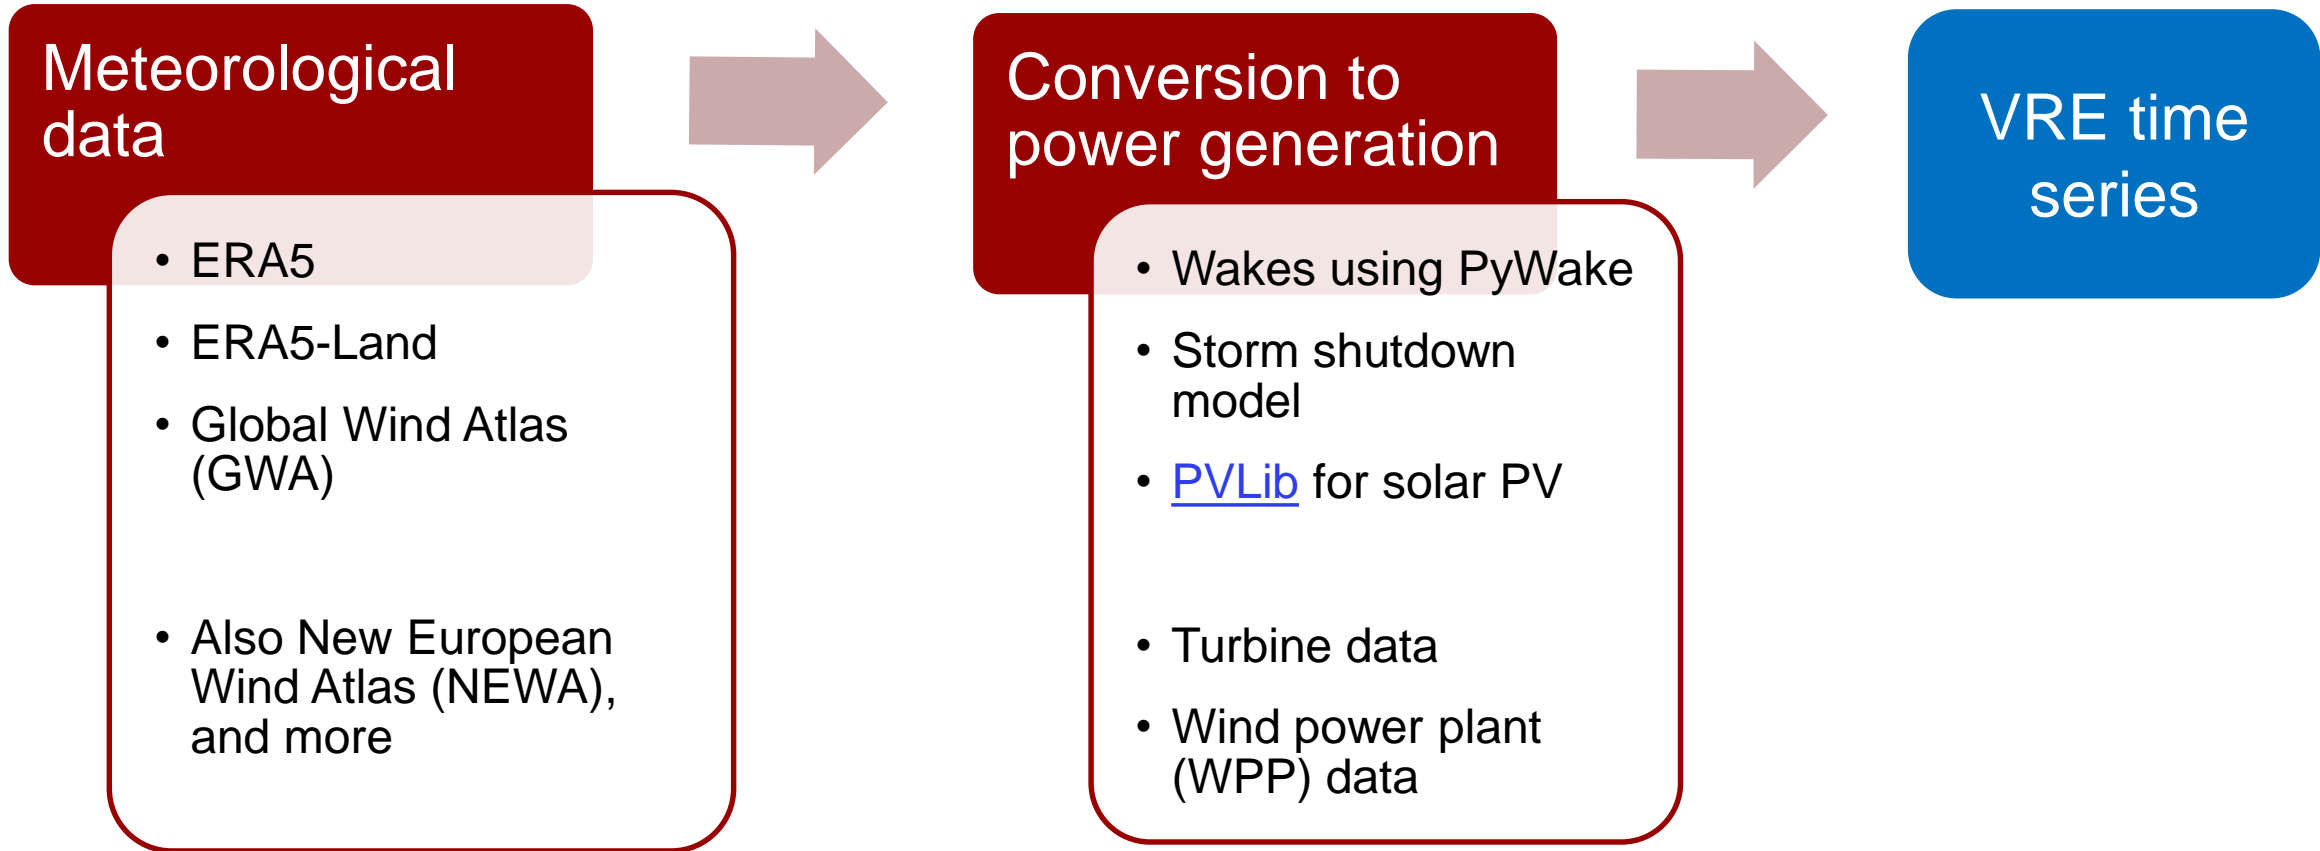 Meteorological
data
• ERA5
• ERA5-Land
• Global Wind Atlas
(GWA)
• Also New European
Wind Atlas (NEWA),
and more
Conversion to
power generation
• Wakes using PyWake
• Storm shutdown
model
• PVLib for solar PV
• Turbine data
• Wind power plant
(WPP) data
VRE time
series